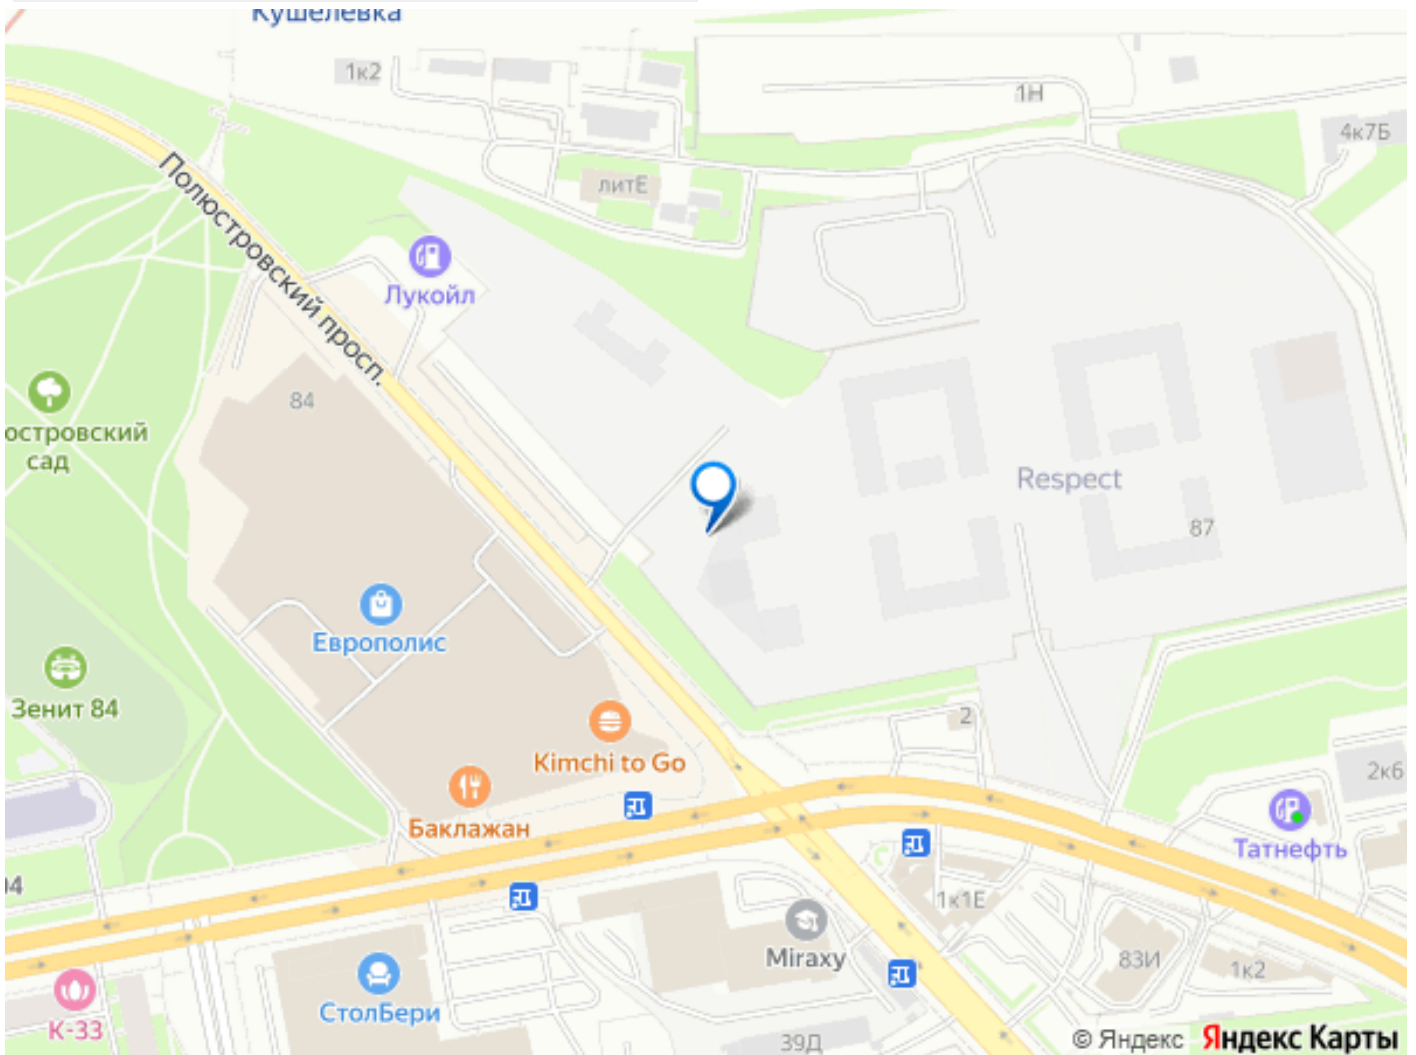 Кушелевка
1к2
1Н
4к7Б
литЕ
Полюстровский просп.
Лукойл
84
островский
сад
Respect
87
Европолис
Зенит 84
2
Kimchi to Go
2к6
Баклажан
Татнефть
94
1к1Е
Miraxy
83И
1к2
СтолБери
К-33
39Д
© Яндекс Яндекс Карты